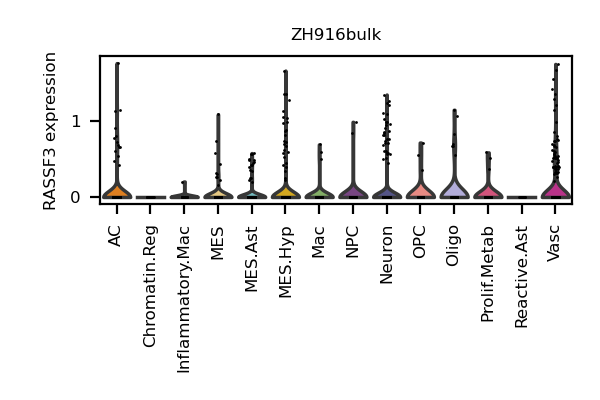 ZH916bulk
RASSF3 expression
1
0
AC
Chromatin.Reg
Inflammatory.Mac
MES
MES.Ast
MES.Hyp
Mac
NPC
Neuron
OPC
Oligo
Prolif.Metab
Reactive.Ast
Vasc